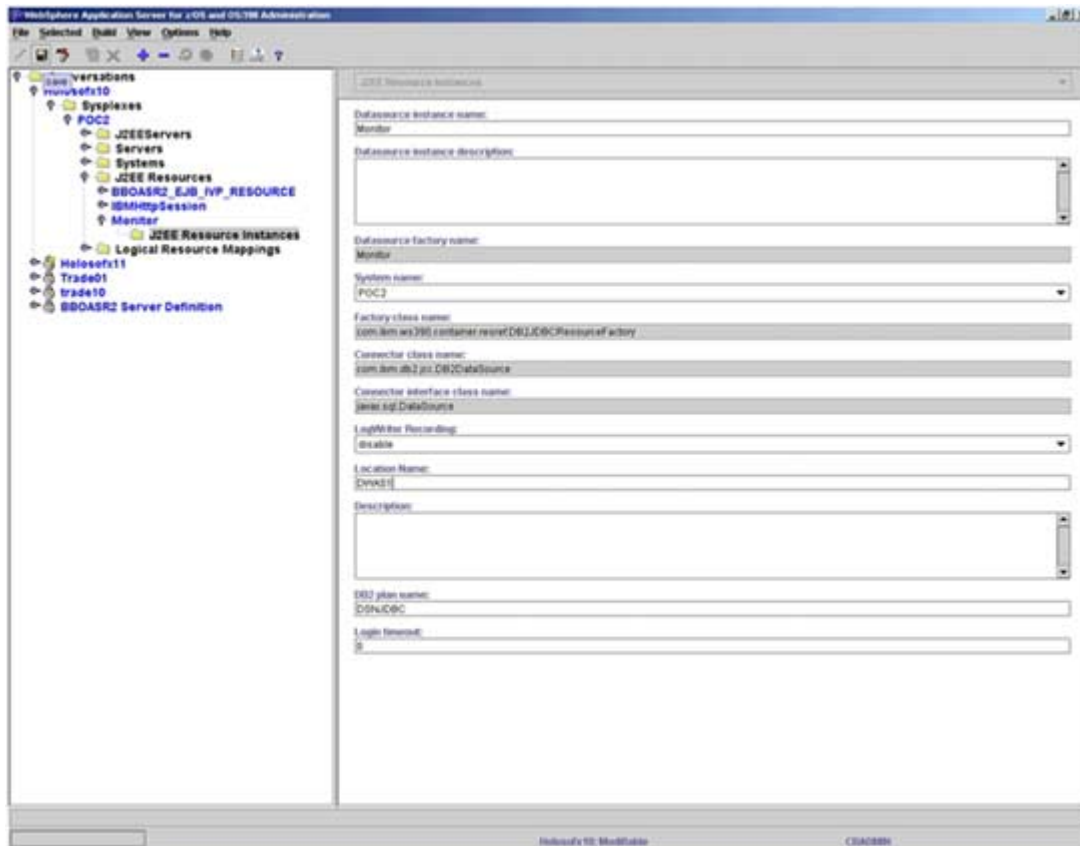 WebSphere Application Server for z/OS and OS/390 Administration
File Selected Build View Options Help
versations
save
Holosofx10
Sysplexes
POC2
J2EEServers
Servers
Systems
J2EE Resources
BBOASR2_EJB_IVP_RESOURCE
IBMHttpSession
Monitor
J2EE Resource Instances
Logical Resource Mappings
Holosofx11
Trade01
trade10
BBOASR2 Server Definition
J2EE Resource Instances
Datasource instance name:
Monitor
Datasource instance description:
Datasource factory name:
Monitor
System name:
POC2
Factory class name:
com.ibm.ws390.container.resref.DB2JDBCResourceFactory
Connector class name:
com.ibm.db2.jcc.DB2DataSource
Connector interface class name:
javax.sql.DataSource
LogWriter Recording:
disable
Location Name:
Description:
DB2 plan name:
DSNJDBC
Login timeout:
0
Holosofx10: Modifiable
CBADMIN